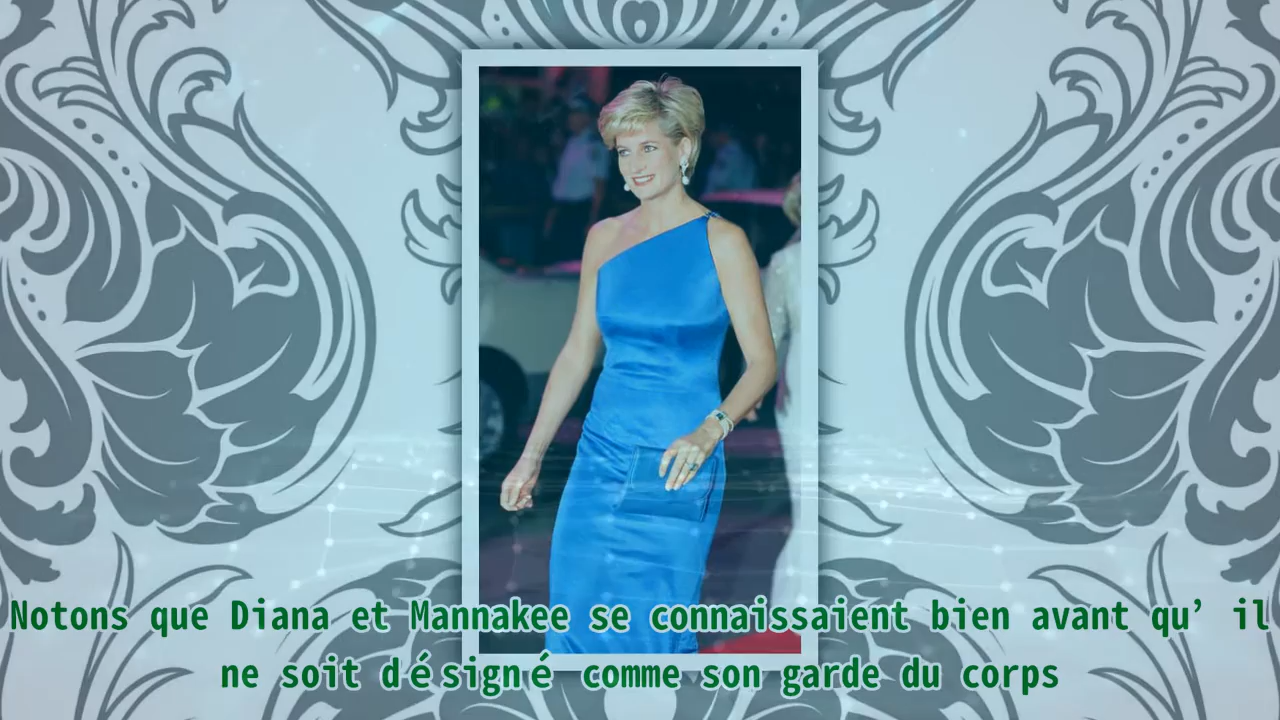 Notons que Diana et Mannakee se connaissaient bien avant qu’ il
ne soit désigné comme son garde du corps